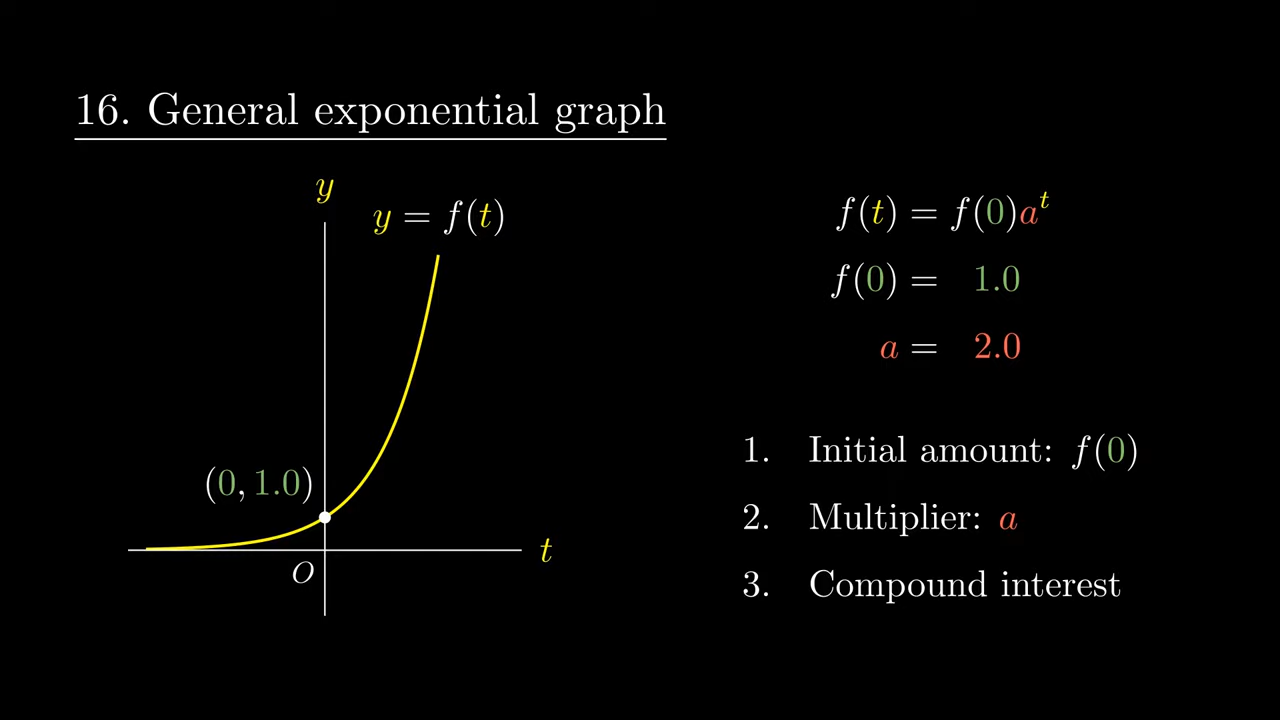 16. General exponential graph
y
y = f(t)
(0, 1.0)
O
t
f(t) = f(0)a^t
f(0) = 1.0
a = 2.0
1. Initial amount: f(0)
2. Multiplier: a
3. Compound interest